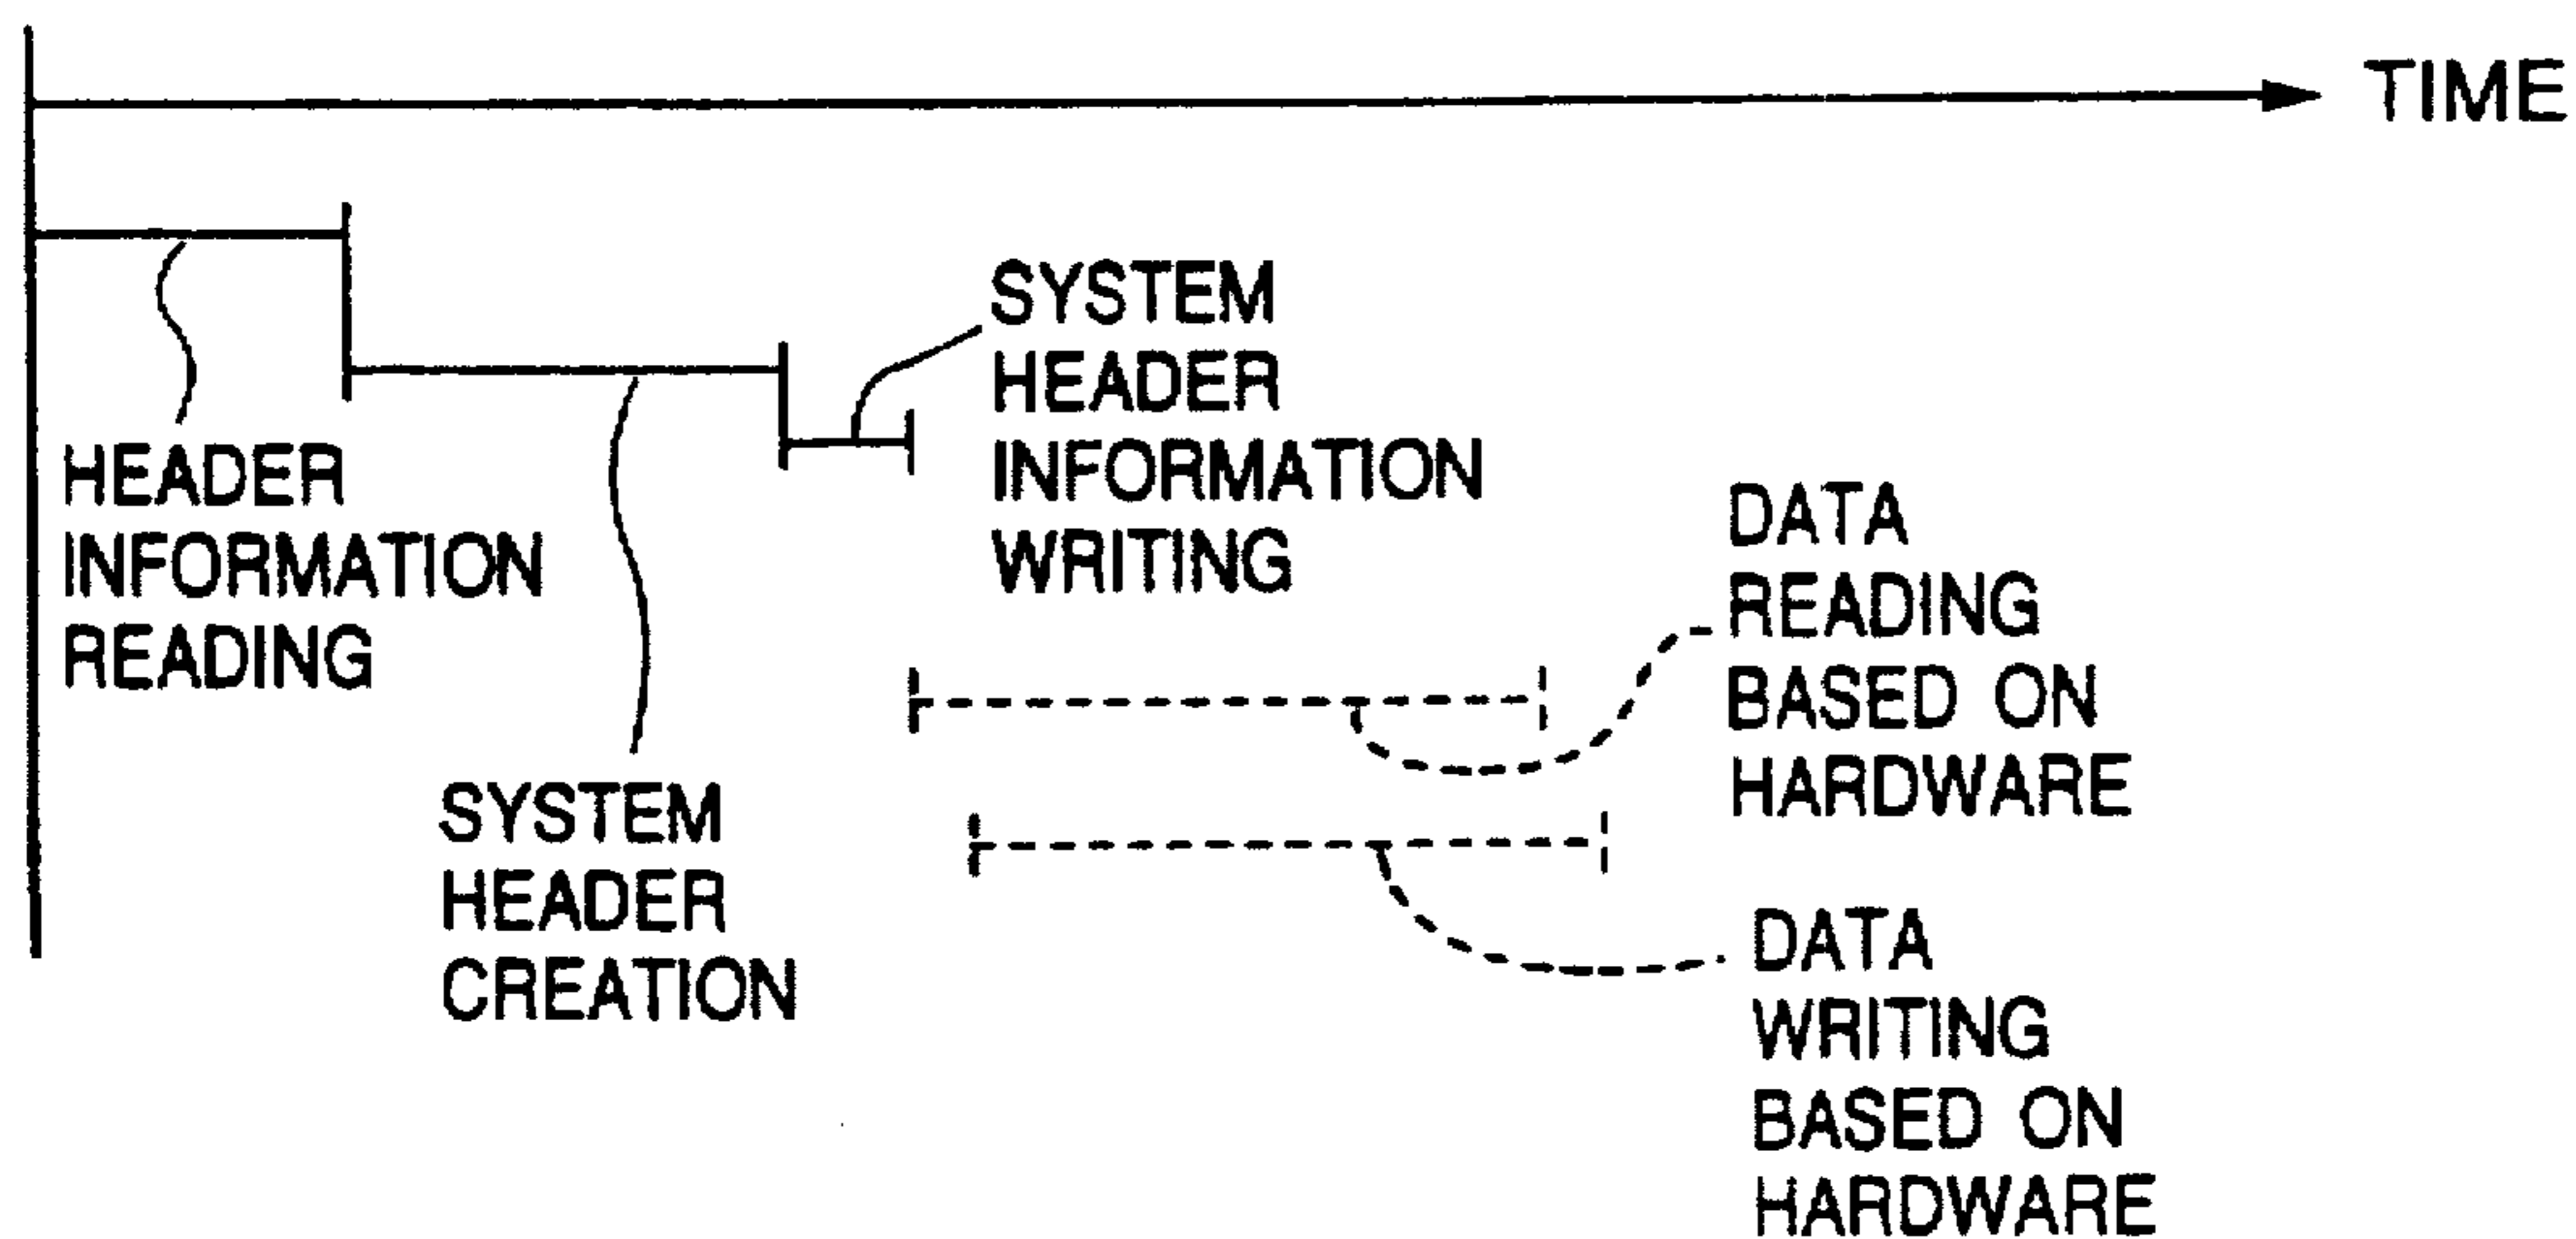 TIME
HEADER
INFORMATION
READING
SYSTEM
HEADER
CREATION
SYSTEM
HEADER
INFORMATION
WRITING
DATA
READING
BASED ON
HARDWARE
DATA
WRITING
BASED ON
HARDWARE